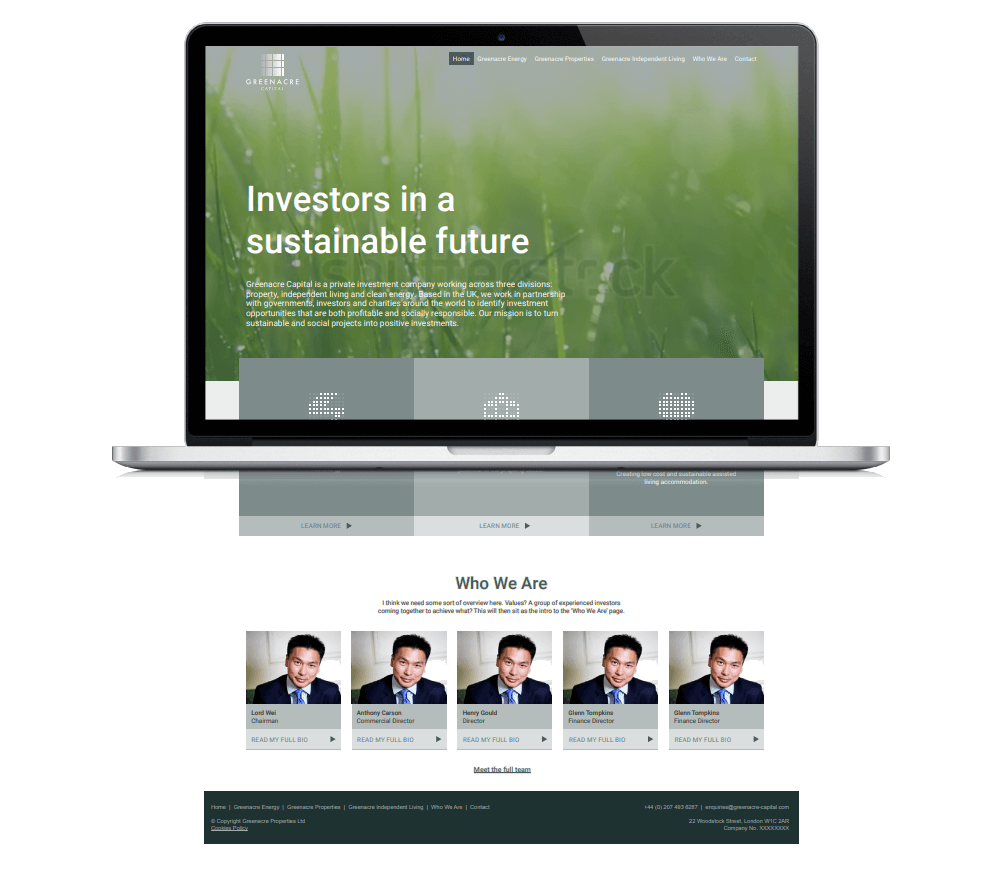 GREENACRE
CAPITAL
Home Greenacre Energy Greenacre Properties Greenacre Independent Living Who We Are Contact
Investors in a
sustainable future
shutterstock
Greenacre Capital is a private investment company working across three divisions:
property, independent living and clean energy. Based in the UK, we work in partnership
with governments, investors and charities around the world to identify investment
opportunities that are both profitable and socially responsible. Our mission is to turn
sustainable and social projects into positive investments.
Creating low cost and sustainable assisted
living accommodation.
LEARN MORE LEARN MORE LEARN MORE
Who We Are
I think we need some sort of overview here. Values? A group of experienced investors
coming together to achieve what? This will then sit as the intro to the 'Who We Are' page.
Lord Wei
Chairman
READ MY FULL BIO
Anthony Carson
Commercial Director
READ MY FULL BIO
Henry Gould
Director
READ MY FULL BIO
Glenn Tompkins
Finance Director
READ MY FULL BIO
Glenn Tompkins
Finance Director
READ MY FULL BIO
Meet the full team
Home | Greenacre Energy | Greenacre Properties | Greenacre Independent Living | Who We Are | Contact
+44 (0) 207 493 6287 | enquiries@greenacre-capital.com
© Copyright Greenacre Properties Ltd
Cookies Policy
22 Woodstock Street, London W1C 2AR
Company No. XXXXXXXX